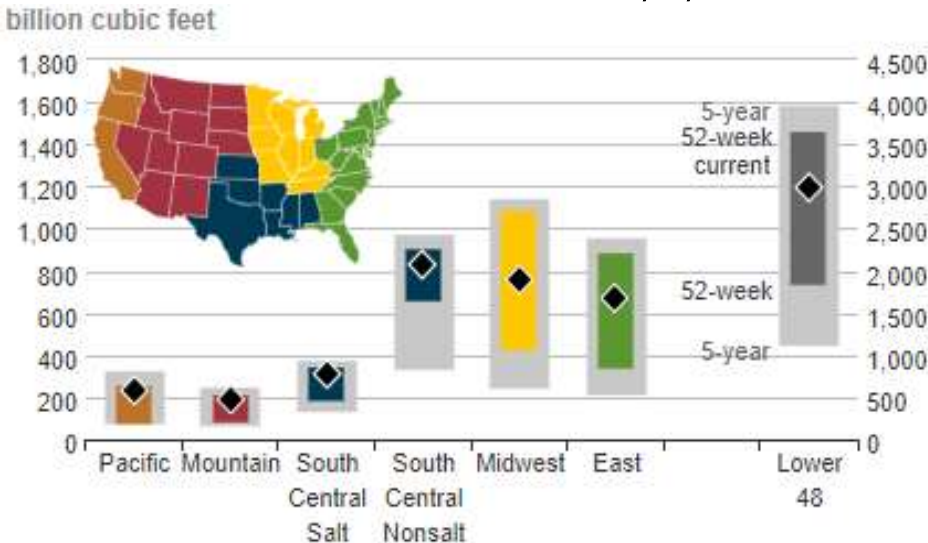 billion cubic feet
1,800
1,600
1,400
1,200
1,000
800
600
400
200
0
4,500
4,000
3,500
3,000
2,500
2,000
1,500
1,000
500
0
5-year
52-week
current
52-week
5-year
Pacific
Mountain
South
Central
Salt
South
Central
Nonsalt
Midwest
East
Lower
48